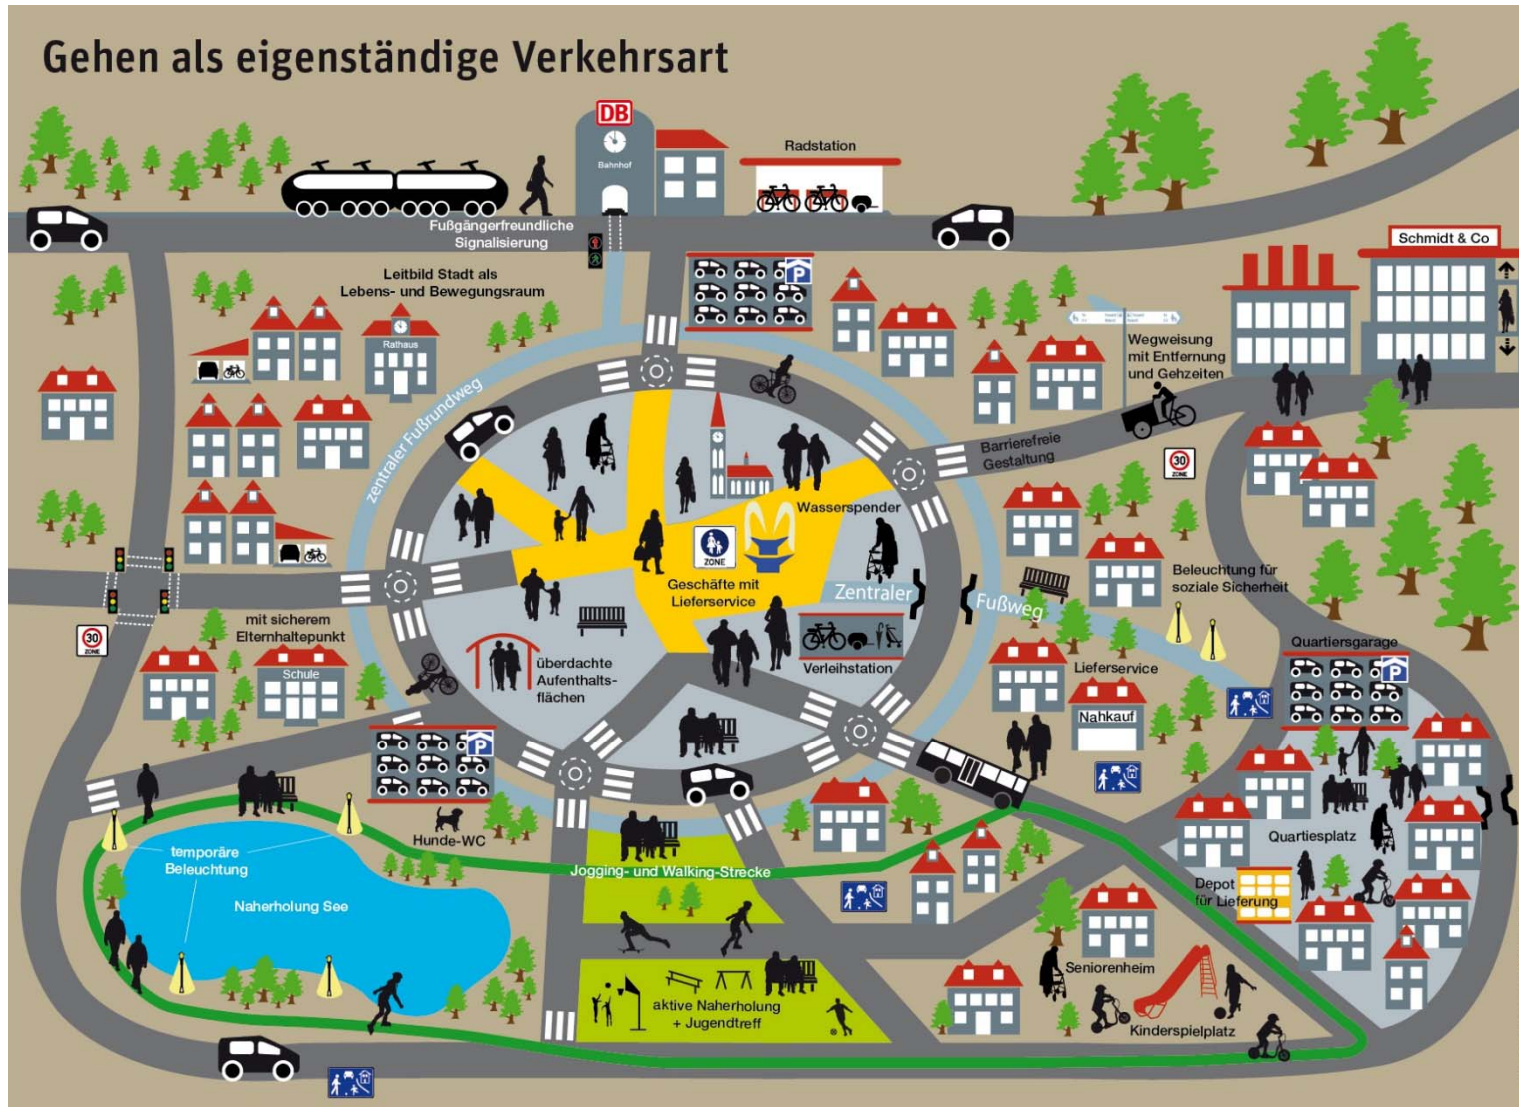 Gehen als eigenständige Verkehrsart
DB
Bahnhof
Radstation
Fußgängerfreundliche
Signalisierung
Schmidt & Co
Leitbild Stadt als
Lebens- und Bewegungsraum
P
Rathaus
Wegweisung
mit Entfernung
und Gehzeiten
zentraler Fußrundweg
Barrierefreie
Gestaltung
30
ZONE
Wasserspender
ZONE
Geschäfte mit
Lieferservice
Zentraler
Fußweg
Beleuchtung für
soziale Sicherheit
30
ZONE
mit sicherem
Elternhaltepunkt
Schule
überdachte
Aufenthalts-
flächen
Verleihstation
Lieferservice
Nahkauf
Quartiersgarage
P
P
Hunde-WC
temporäre
Beleuchtung
Naherholung See
Jogging- und Walking-Strecke
Quartiesplatz
Depot
für Lieferung
Seniorenheim
aktive Naherholung
+ Jugendtreff
Kinderspielplatz